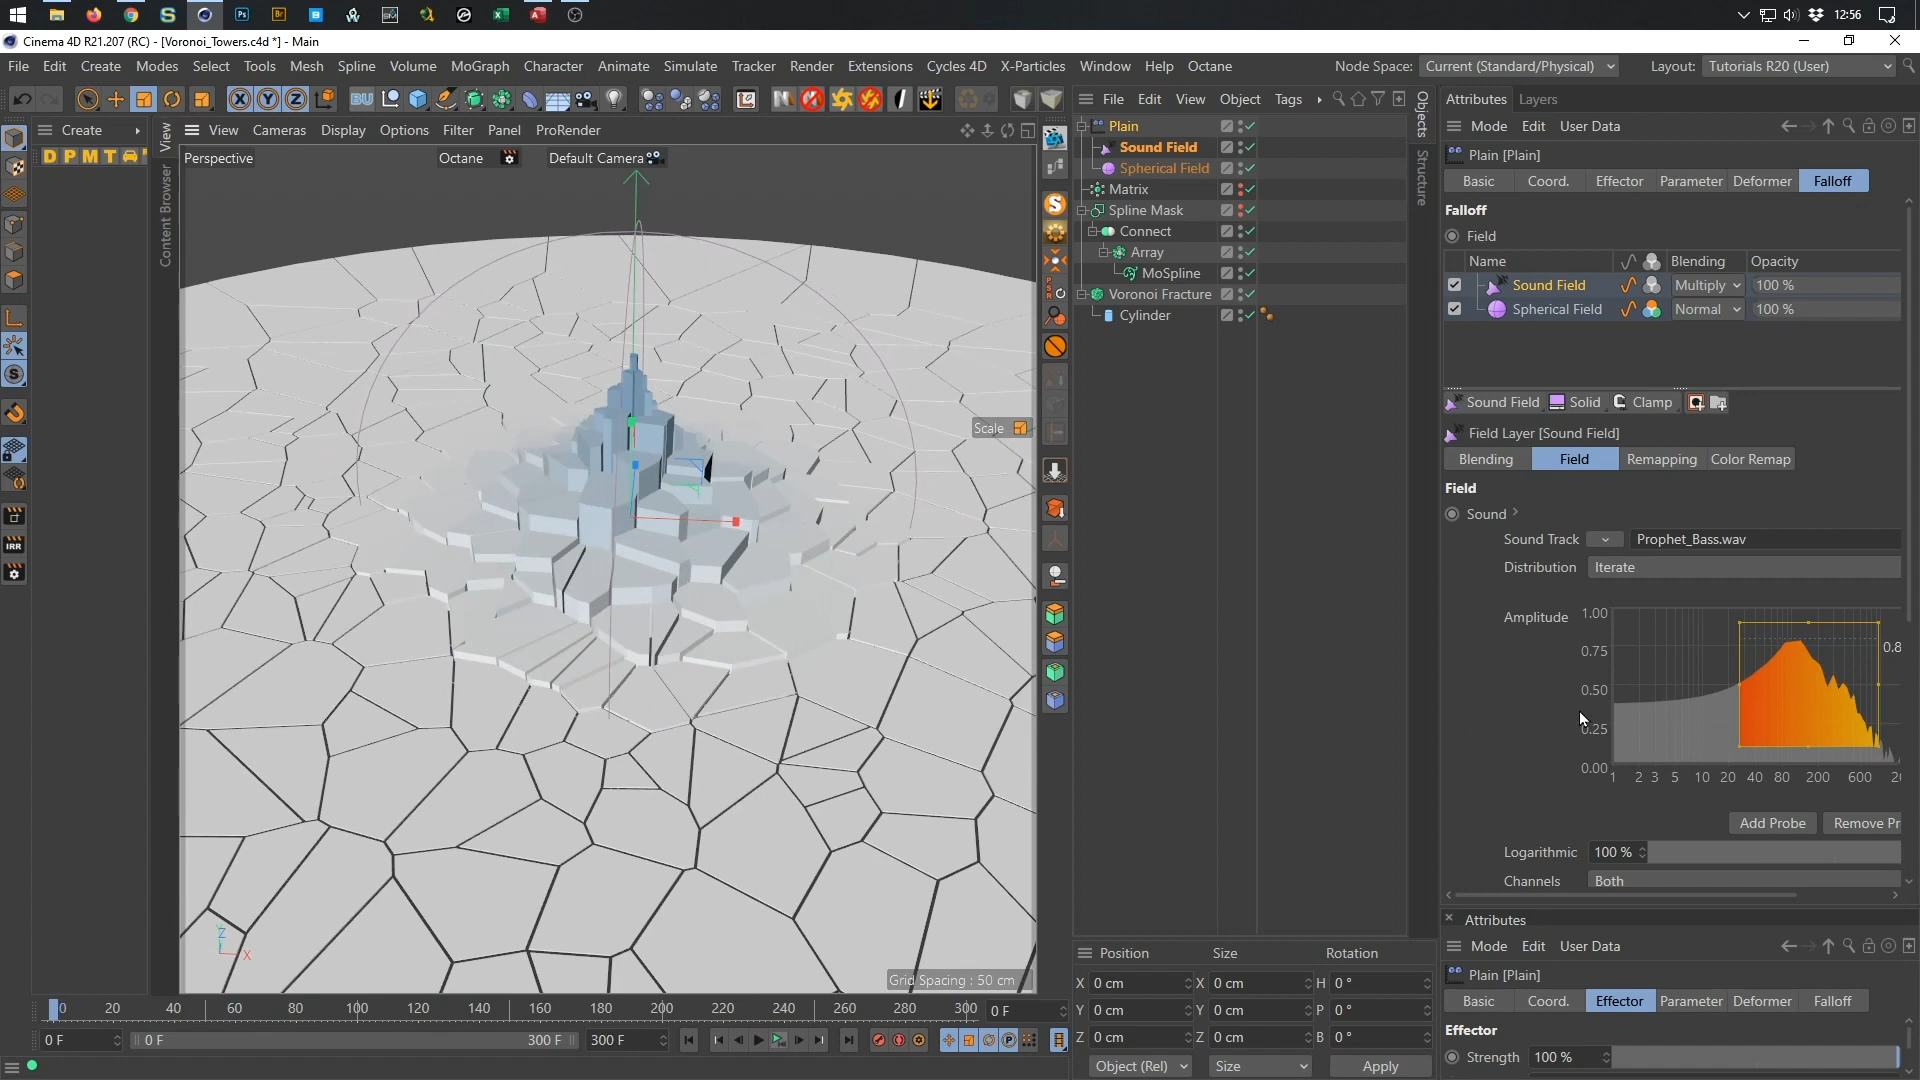 12:56
Cinema 4D R21.207 (RC) - [Voronoi_Towers.c4d *] - Main
File Edit Create Modes Select Tools Mesh Spline Volume MoGraph Character Animate Simulate Tracker Render Extensions Cycles 4D X-Particles Window Help Octane Node Space: Current (Standard/Physical) Layout: Tutorials R20 (User)
BU
File Edit View Object Tags
Attributes Layers
Create
View Cameras Display Options Filter Panel ProRender
D P M T
Perspective
Octane
Default Camera
View
Content Browser
Objects
Structure
Plain
Sound Field
Spherical Field
Matrix
Spline Mask
Connect
Array
MoSpline
Voronoi Fracture
Cylinder
Mode Edit User Data
Plain [Plain]
Basic Coord. Effector Parameter Deformer Falloff
Falloff
Field
Name Blending Opacity
Sound Field Multiply 100 %
Spherical Field Normal 100 %
Sound Field Solid Clamp
Field Layer [Sound Field]
Blending Field Remapping Color Remap
Field
Sound
Sound Track Prophet_Bass.wav
Distribution Iterate
Amplitude
1.00
0.75
0.50
0.25
0.00
0.8
1 2 3 5 10 20 40 80 200 600
Add Probe Remove Pr
Logarithmic 100 %
Channels Both
Scale
IRR
PSR
Z
X
Grid Spacing : 50 cm
Attributes
Mode Edit User Data
Plain [Plain]
Basic Coord. Effector Parameter Deformer Falloff
Effector
Strength 100 %
Position Size Rotation
X 0 cm X 0 cm H 0 °
Y 0 cm Y 0 cm P 0 °
Z 0 cm Z 0 cm B 0 °
Object (Rel) Size Apply
0 20 40 60 80 100 120 140 160 180 200 220 240 260 280 300 0 F
0 F 0 F 300 F 300 F